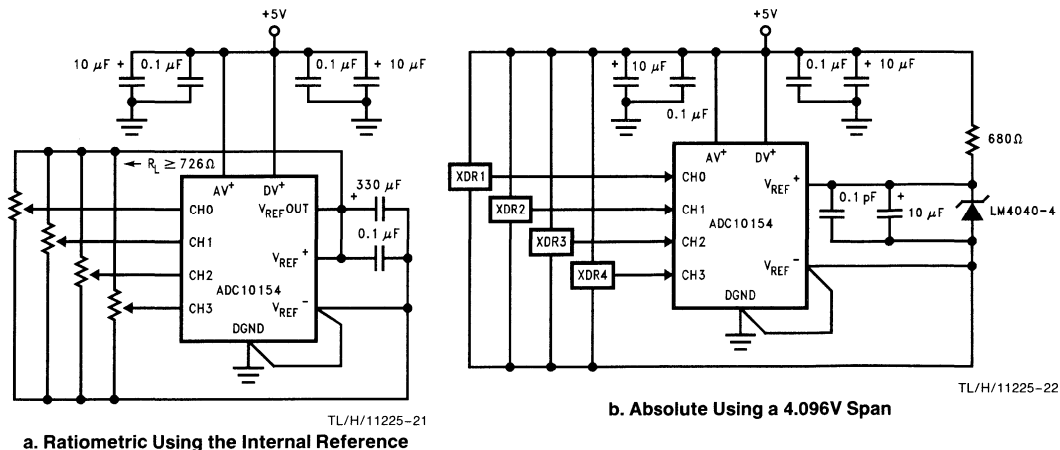 +5V
10 μF +
0.1 μF
0.1 μF
+ 10 μF
R_L ≥ 726Ω
AV+
DV+
CH0
V_REF OUT
+ 330 μF
CH1
0.1 μF
CH2
V_REF +
ADC10154
CH3
V_REF -
DGND
TL/H/11225-21
a. Ratiometric Using the Internal Reference
+5V
+ 10 μF
0.1 μF
0.1 μF
+ 10 μF
680Ω
AV+
DV+
XDR1
CH0
V_REF +
XDR2
CH1
0.1 pF
+
10 μF
LM4040-4
ADC10154
XDR3
CH2
XDR4
CH3
V_REF -
DGND
TL/H/11225-22
b. Absolute Using a 4.096V Span